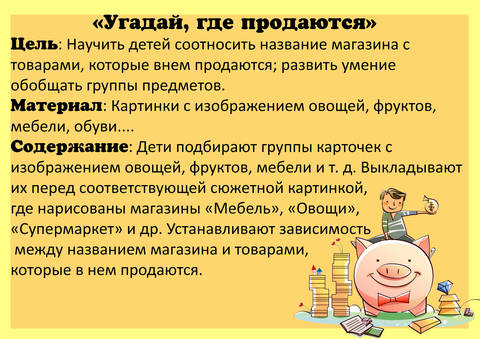 «Угадай, где продаются»
Цель: Научить детей соотносить название магазина с
товарами, которые внем продаются; развить умение
обобщать группы предметов.
Материал: Картинки с изображением овощей, фруктов,
мебели, обуви....
Содержание: Дети подбирают группы карточек с
изображением овощей, фруктов, мебели и т. д. Выкладывают
их перед соответствующей сюжетной картинкой,
где нарисованы магазины «Мебель», «Овощи»,
«Супермаркет» и др. Устанавливают зависимость
между названием магазина и товарами,
которые в нем продаются.